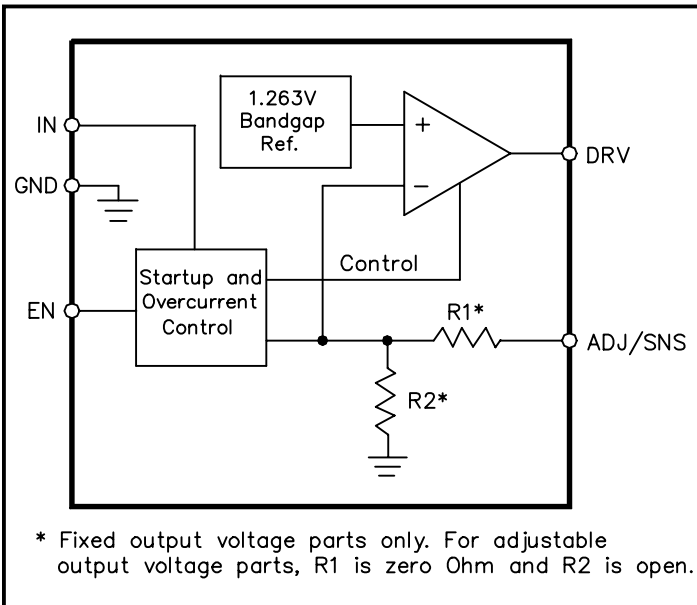 1.263V
Bandgap
Ref.
IN
+
DRV
GND
−
Control
Startup and
Overcurrent
Control
EN
R1*
ADJ/SNS
R2*
* Fixed output voltage parts only. For adjustable
output voltage parts, R1 is zero Ohm and R2 is open.